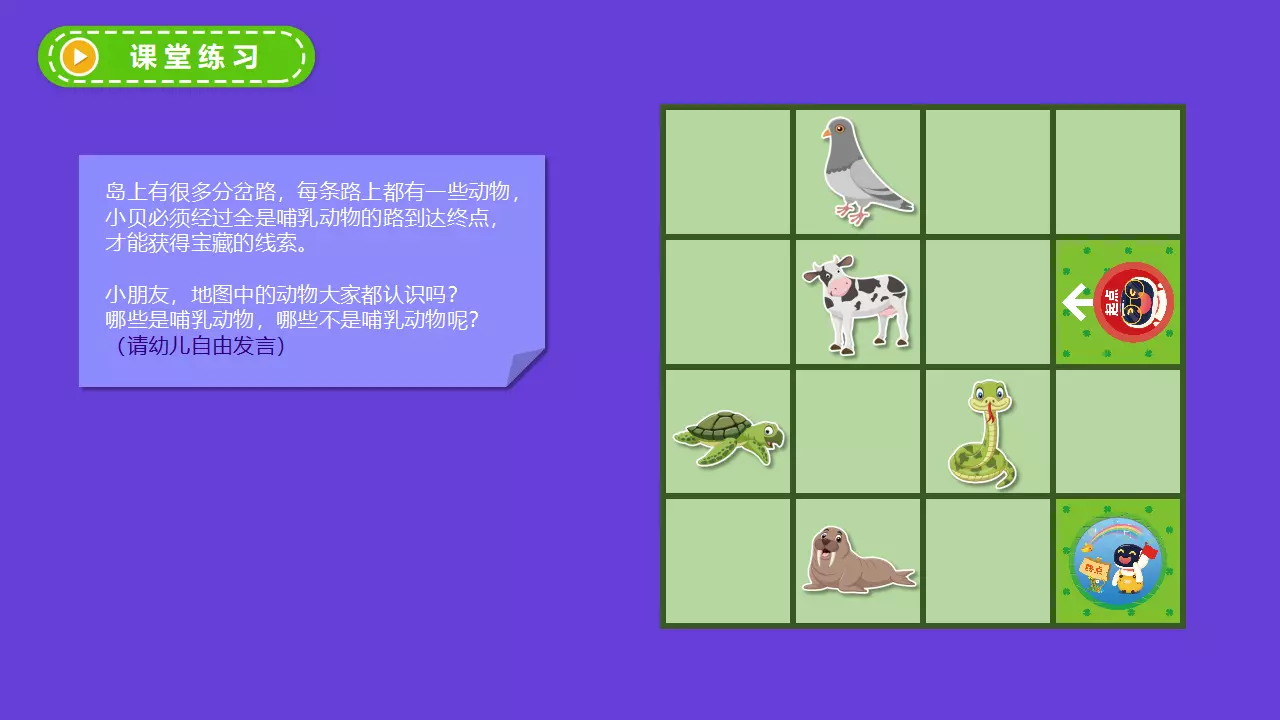 课堂练习
岛上有很多分岔路，每条路上都有一些动物，
小贝必须经过全是哺乳动物的路到达终点，
才能获得宝藏的线索。
小朋友，地图中的动物大家都认识吗？
哪些是哺乳动物，哪些不是哺乳动物呢？
（请幼儿自由发言）
起点
终点